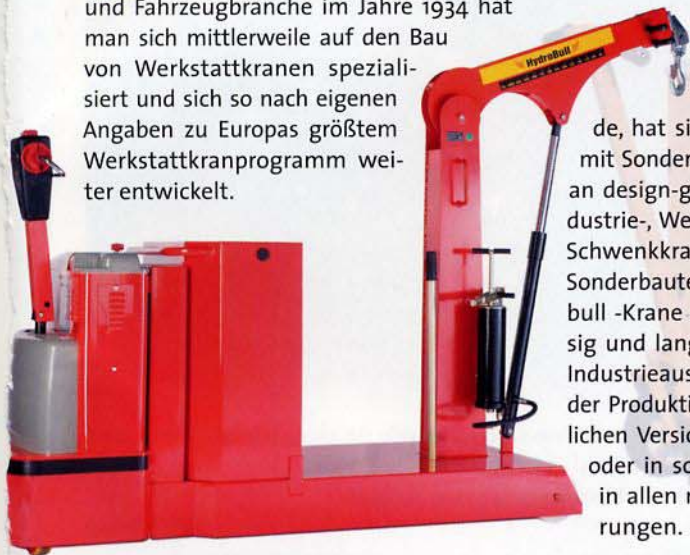 und Fahrzeugbranche im Jahre 1934 hat
man sich mittlerweile auf den Bau
von Werkstattkranen speziali-
siert und sich so nach eigenen
Angaben zu Europas größtem
Werkstattkranprogramm wei-
ter entwickelt.
HydroBull
de, hat si
mit Sonder
an design-g
dustrie-, We
Schwenkkra
Sonderbaute
bull -Krane
sig und lang
Industrieaus
der Produkti
lichen Versio
oder in so
in allen
rungen.